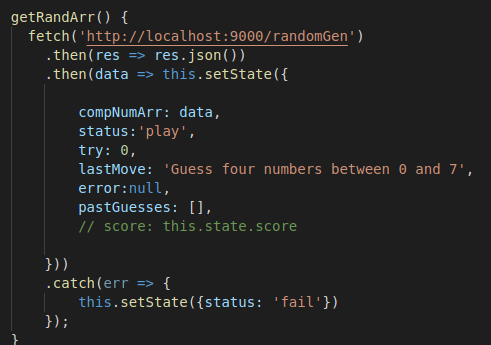 getRandArr() {
fetch('http://localhost:9000/randomGen')
.then(res => res.json())
.then(data => this.setState({
compNumArr: data,
status:'play',
try: 0,
lastMove: 'Guess four numbers between 0 and 7',
error:null,
pastGuesses: [],
// score: this.state.score
}))
.catch(err => {
this.setState({status: 'fail'})
});
}